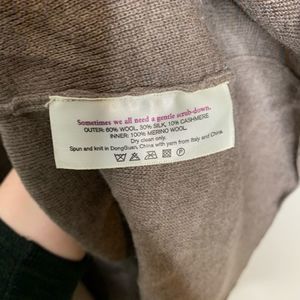 Sometimes we all need a gentle scrub-down.
OUTER: 60% WOOL, 30% SILK, 10% CASHMERE
INNER: 100% MERINO WOOL
Dry clean only.
Spun and knit in DongGuan, China with yarn from Italy and China.